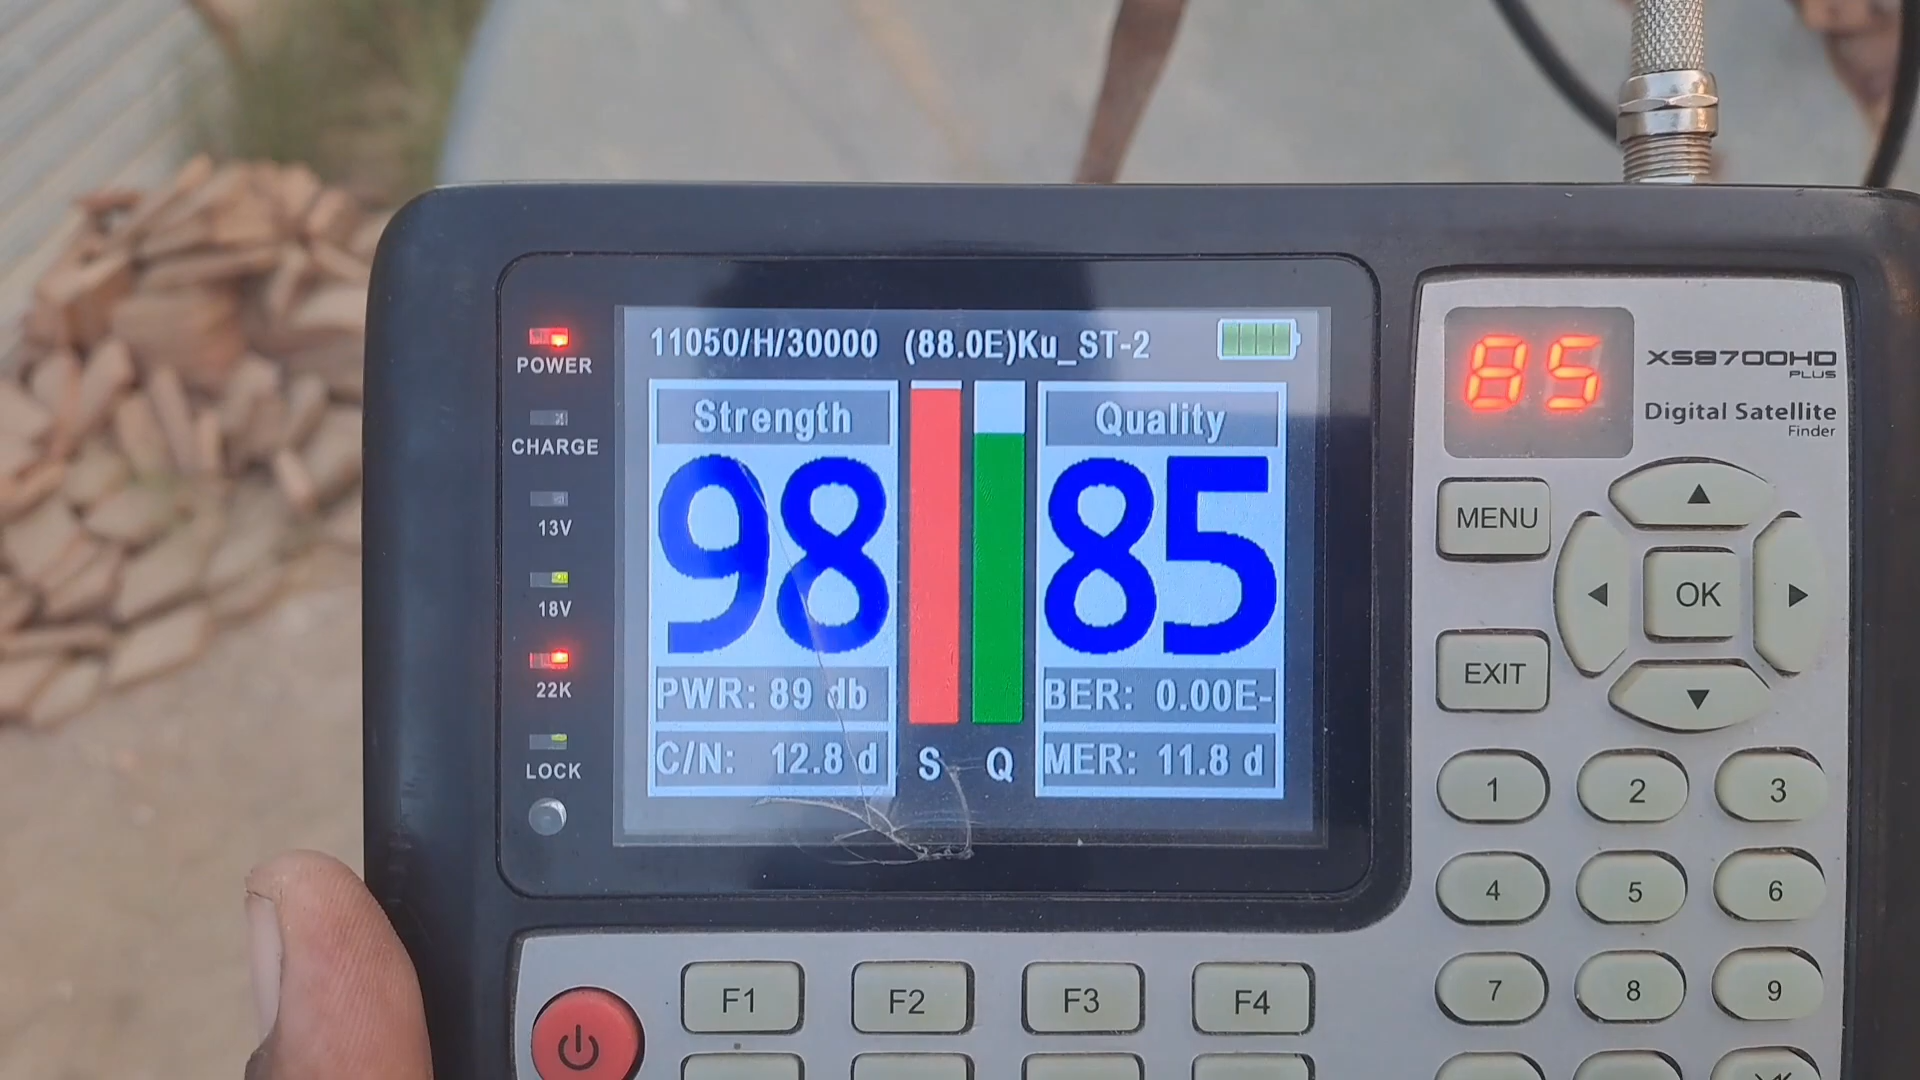 11050/H/30000 (88.0E)Ku_ST-2
Strength
98
PWR: 89 db
C/N: 12.8 d
S Q
Quality
85
BER: 0.00E-
MER: 11.8 d
POWER
CHARGE
13V
18V
22K
LOCK
85
XS8700HD
PLUS
Digital Satellite
Finder
MENU
OK
EXIT
1 2 3
4 5 6
7 8 9
F1 F2 F3 F4